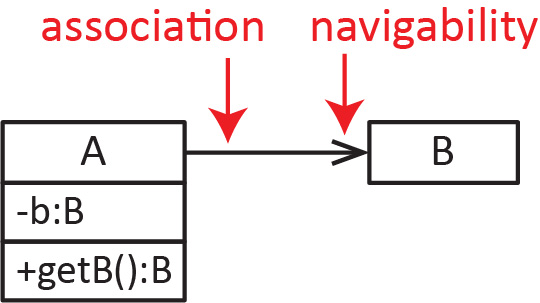 association navigability
A
B
-b:B
+getB():B